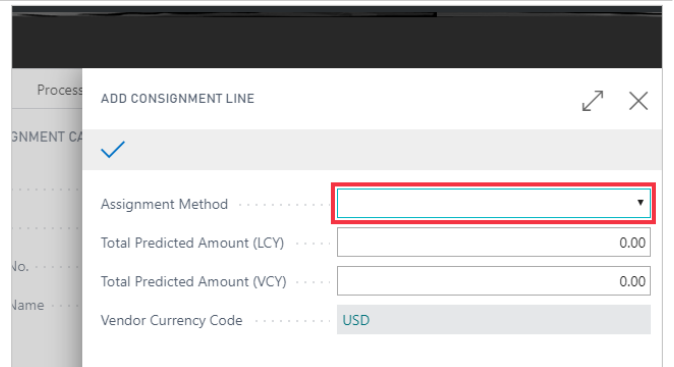 Process
ADD CONSIGNMENT LINE
GNMENT CA
Assignment Method
Total Predicted Amount (LCY) 0.00
No.
Total Predicted Amount (VCY) 0.00
Name
Vendor Currency Code USD